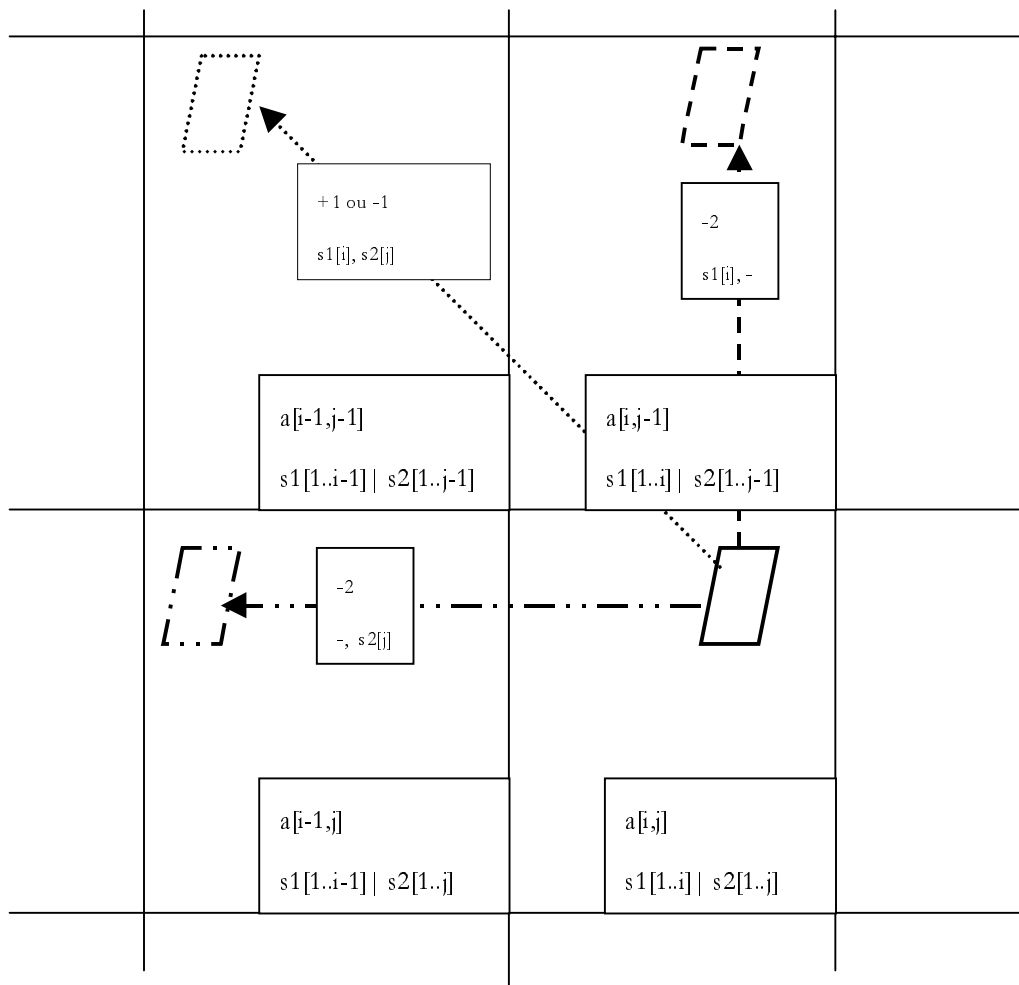 +1 ou -1
s1[i], s2[j]
-2
s1[i], -
a[i-1,j-1]
s1[1..i-1] | s2[1..j-1]
a[i,j-1]
s1[1..i] | s2[1..j-1]
-2
-, s2[j]
a[i-1,j]
s1[1..i-1] | s2[1..j]
a[i,j]
s1[1..i] | s2[1..j]